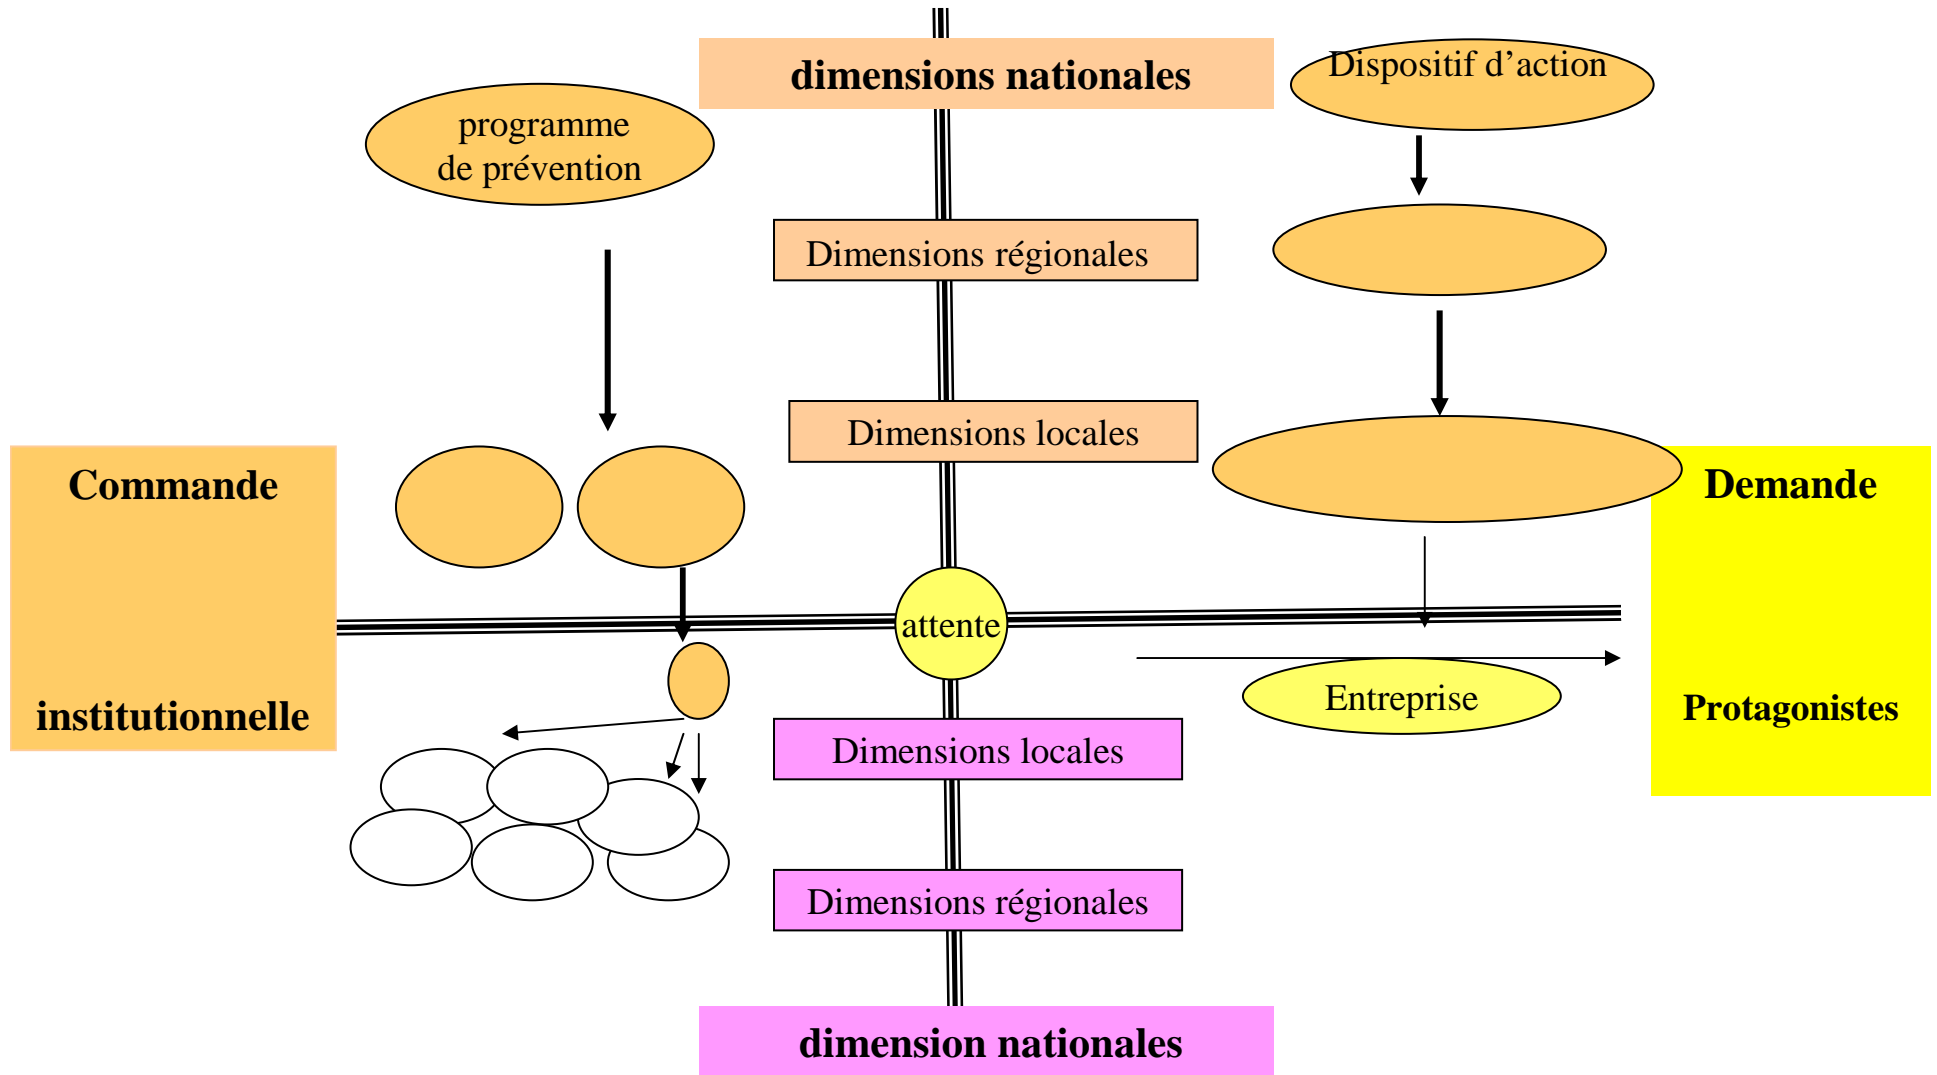 dimensions nationales
Dispositif d’action
programme
de prévention
Dimensions régionales
Dimensions locales
Commande
institutionnelle
Demande
Protagonistes
attente
Entreprise
Dimensions locales
Dimensions régionales
dimension nationales